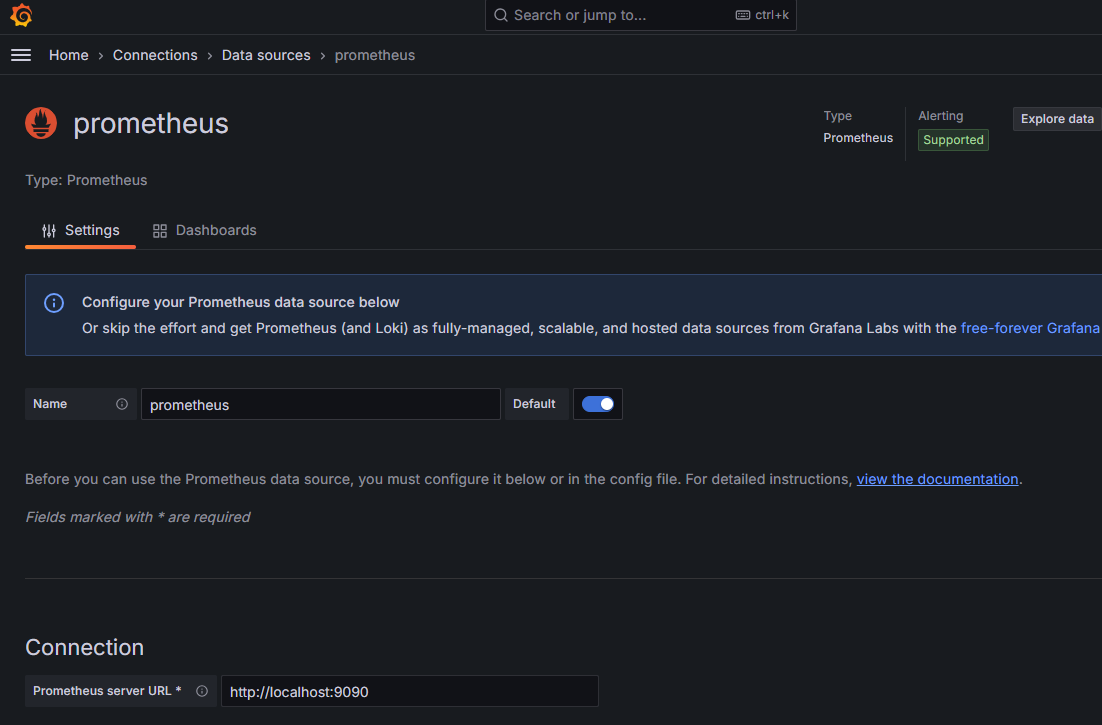 Search or jump to... ctrl+k
Home › Connections › Data sources › prometheus
prometheus
Type
Prometheus
Alerting
Supported
Explore data
Type: Prometheus
Settings Dashboards
Configure your Prometheus data source below
Or skip the effort and get Prometheus (and Loki) as fully-managed, scalable, and hosted data sources from Grafana Labs with the free-forever Grafana
Name prometheus Default
Before you can use the Prometheus data source, you must configure it below or in the config file. For detailed instructions, view the documentation.
Fields marked with * are required
Connection
Prometheus server URL * http://localhost:9090